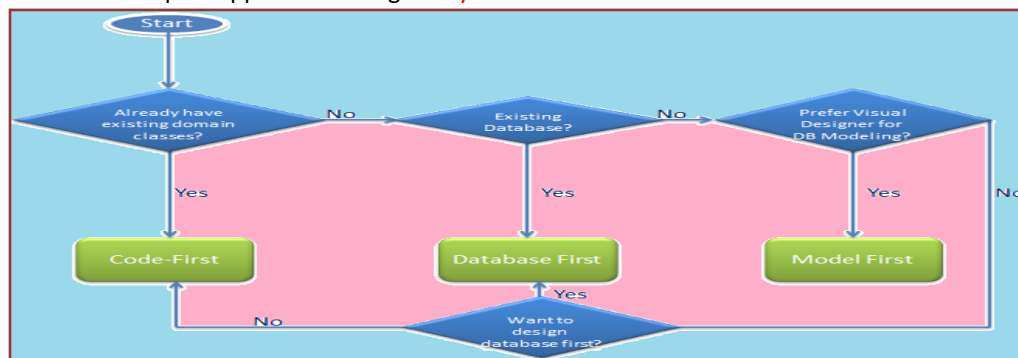 Start
Already have
existing domain
classes?
No
Existing
Database?
No
Prefer Visual
Designer for
DB Modeling?
Yes
Yes
Yes
No
Code-First
Database First
Model First
Yes
No
Want to
design
database first?